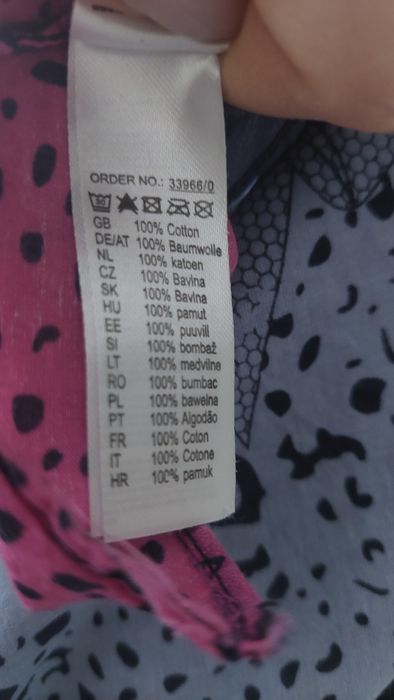 ORDER NO.: 33966/0
GB 100% Cotton
DE/AT 100% Baumwolle
NL 100% katoen
CZ 100% Bavlna
SK 100% Bavlna
HU 100% pamut
EE 100% puuvill
SI 100% bombaž
LT 100% medvilnė
RO 100% bumbac
PL 100% bawełna
PT 100% Algodão
FR 100% Coton
IT 100% Cotone
HR 100% pamuk